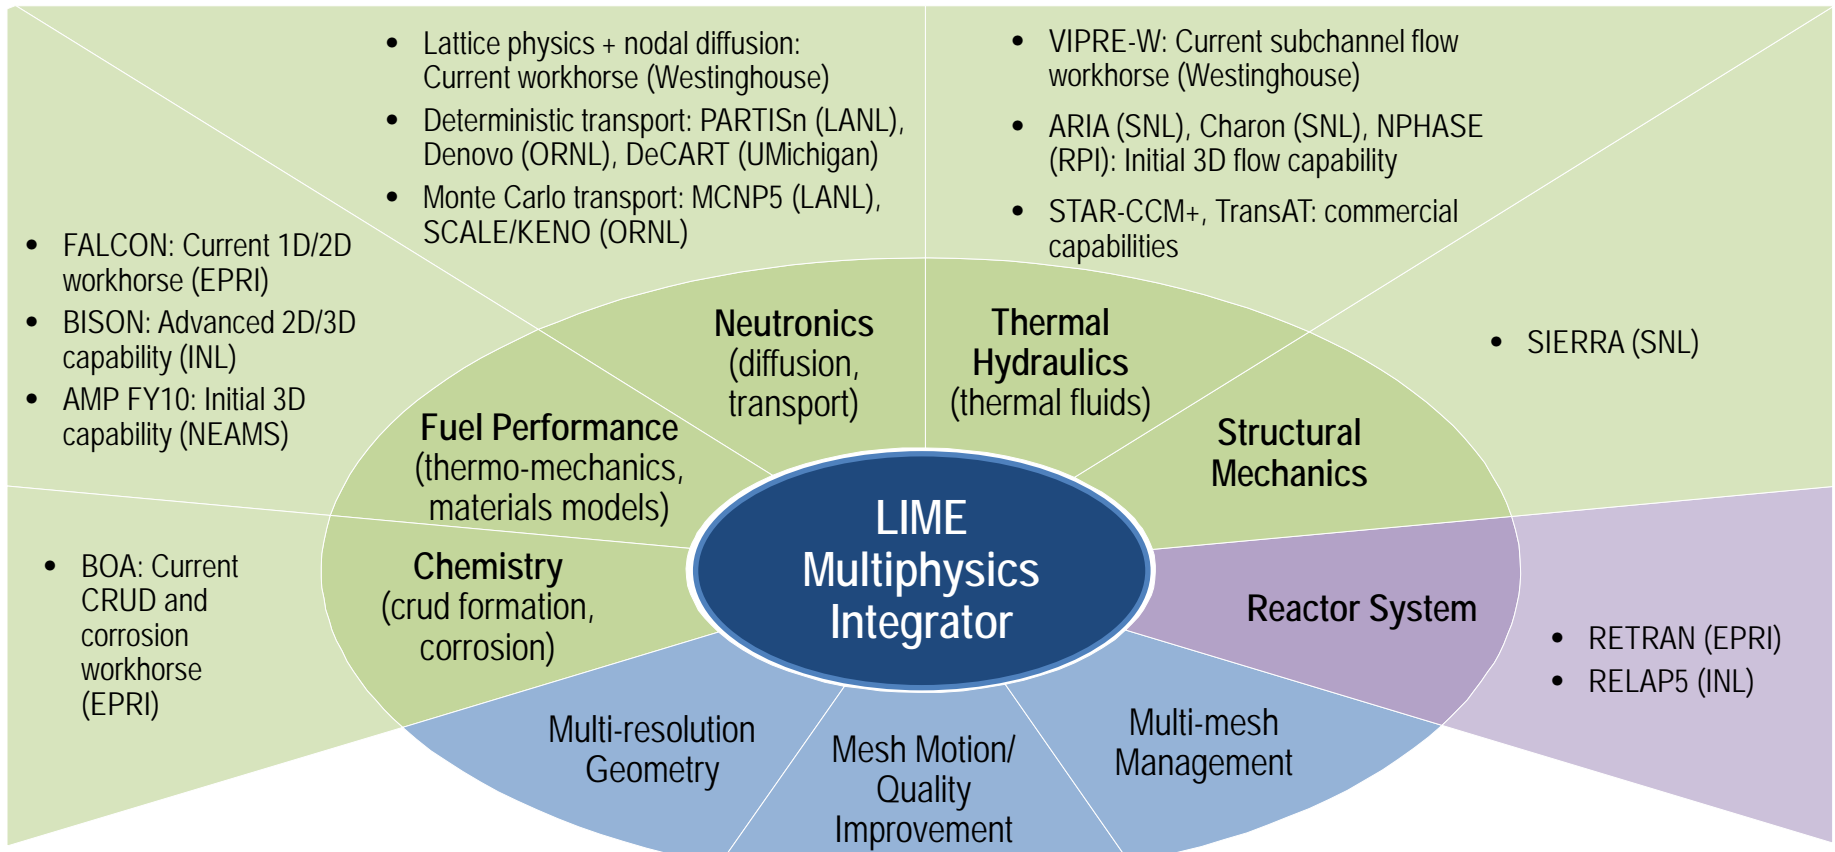 • Lattice physics + nodal diffusion:
Current workhorse (Westinghouse)
• Deterministic transport: PARTISn (LANL),
Denovo (ORNL), DeCART (UMichigan)
• Monte Carlo transport: MCNP5 (LANL),
SCALE/KENO (ORNL)
• VIPRE-W: Current subchannel flow
workhorse (Westinghouse)
• ARIA (SNL), Charon (SNL), NPHASE
(RPI): Initial 3D flow capability
• STAR-CCM+, TransAT: commercial
capabilities
• FALCON: Current 1D/2D
workhorse (EPRI)
• BISON: Advanced 2D/3D
capability (INL)
• AMP FY10: Initial 3D
capability (NEAMS)
Neutronics
(diffusion,
transport)
Thermal
Hydraulics
(thermal fluids)
• SIERRA (SNL)
Fuel Performance
(thermo-mechanics,
materials models)
Structural
Mechanics
LIME
Multiphysics
Integrator
• BOA: Current
CRUD and
corrosion
workhorse
(EPRI)
Chemistry
(crud formation,
corrosion)
Reactor System
• RETRAN (EPRI)
• RELAP5 (INL)
Multi-resolution
Geometry
Mesh Motion/
Quality
Improvement
Multi-mesh
Management